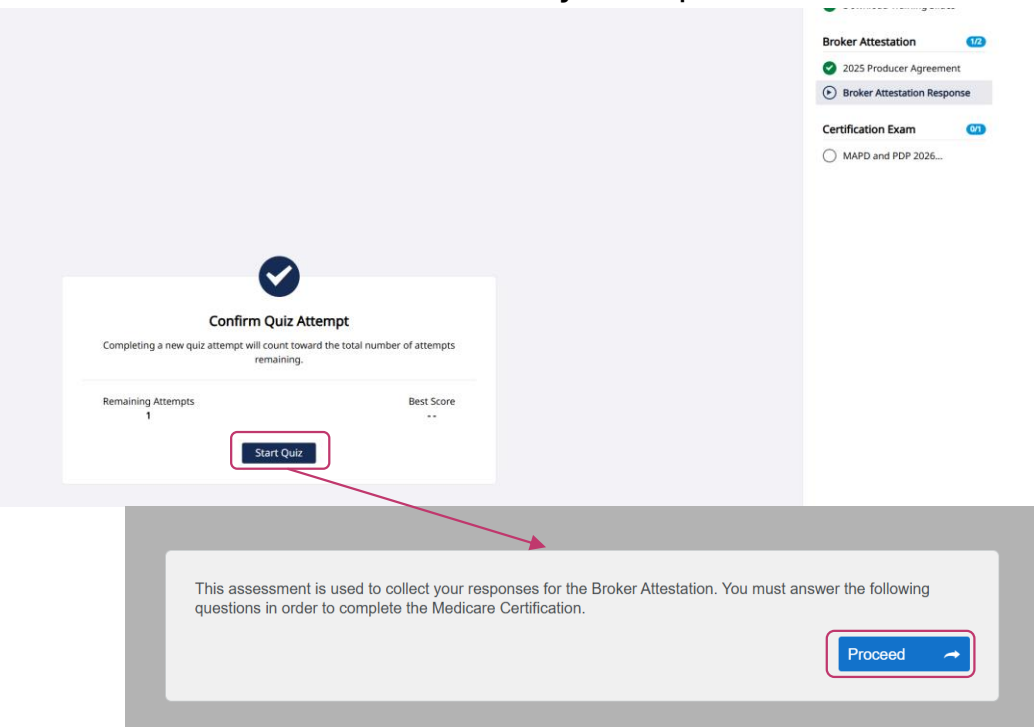 Broker Attestation 1/2
2025 Producer Agreement
Broker Attestation Response
Certification Exam 0/1
MAPD and PDP 2026...
Confirm Quiz Attempt
Completing a new quiz attempt will count toward the total number of attempts
remaining.
Remaining Attempts Best Score
1 --
Start Quiz
This assessment is used to collect your responses for the Broker Attestation. You must answer the following
questions in order to complete the Medicare Certification.
Proceed